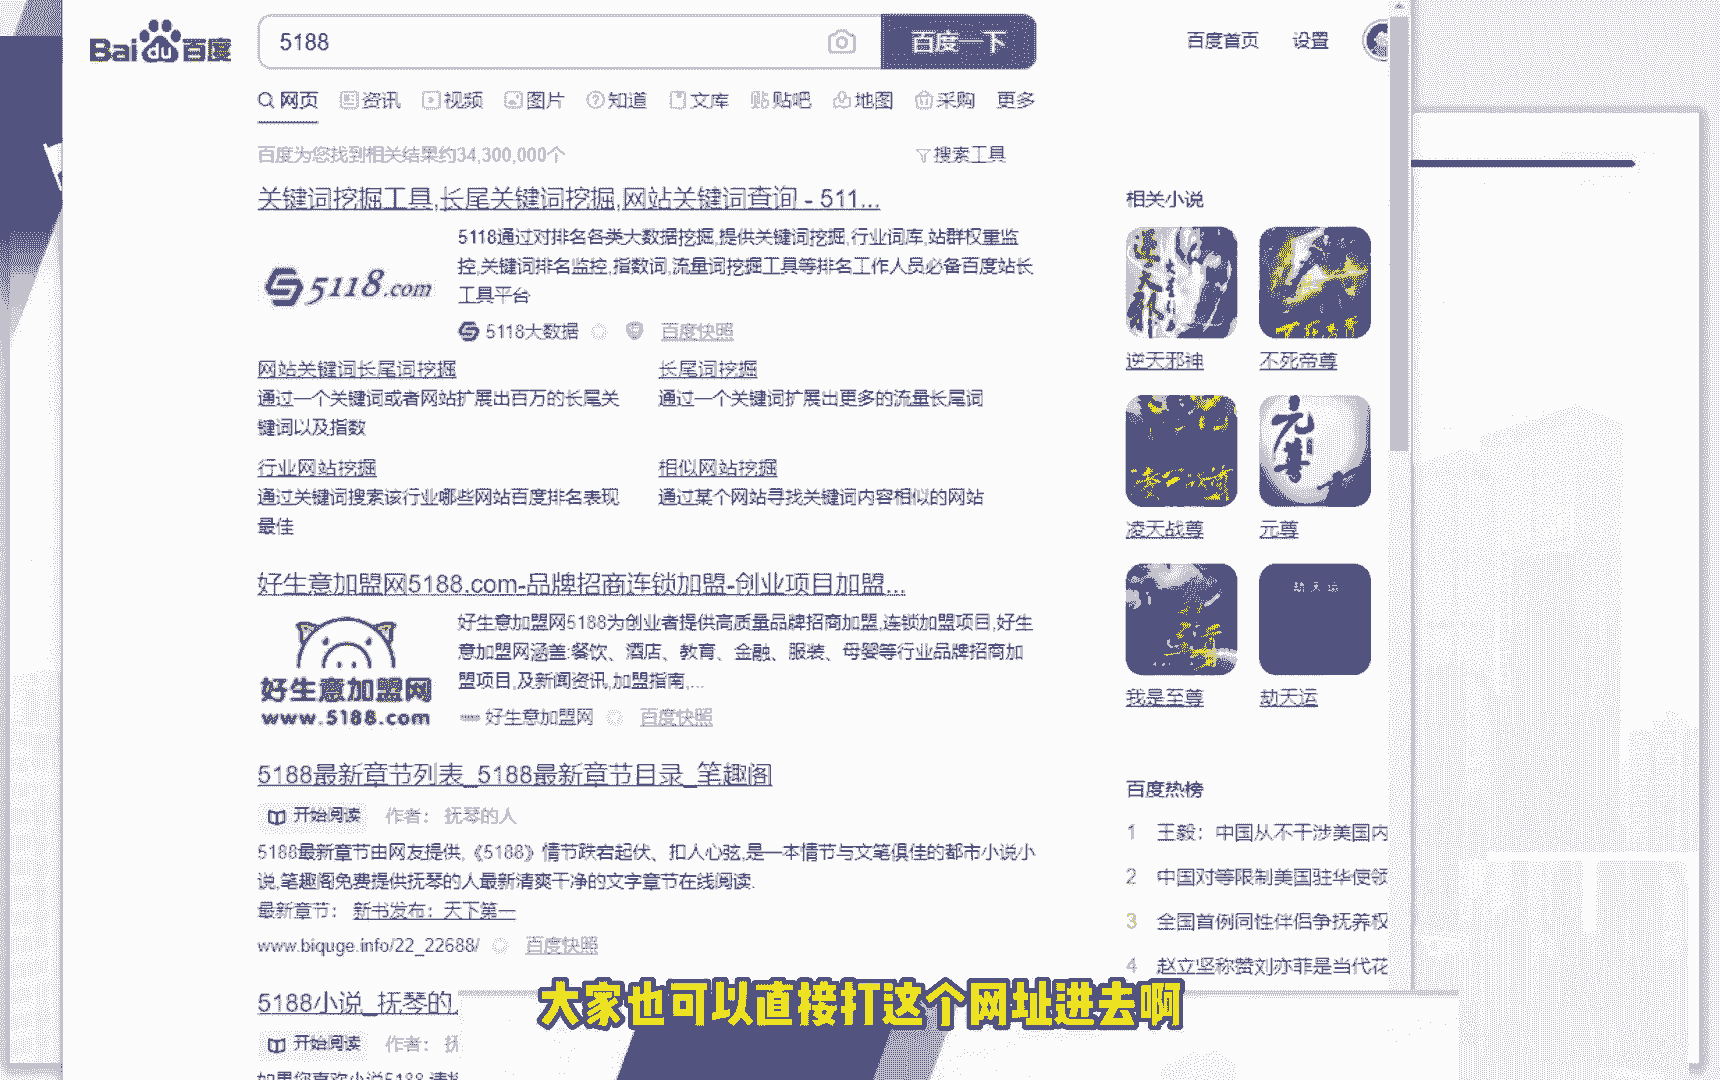 Bai du 百度
5188
百度一下
百度首页 设置
网页 资讯 视频 图片 知道 文库 贴吧 地图 采购 更多
百度为您找到相关结果约34,300,000个
搜索工具
关键词挖掘工具,长尾关键词挖掘,网站关键词查询 - 511...
5118.com
5118通过对排名各类大数据挖掘,提供关键词挖掘,行业词库,站群权重监
控,关键词排名监控,指数词,流量词挖掘工具等排名工作人员必备百度站长
工具平台
5118大数据 百度快照
网站关键词长尾词挖掘
通过一个关键词或者网站扩展出百万的长尾关
键词以及指数
长尾词挖掘
通过一个关键词扩展出更多的流量长尾词
行业网站挖掘
通过关键词搜索该行业哪些网站百度排名表现
最佳
相似网站挖掘
通过某个网站寻找关键词内容相似的网站
好生意加盟网5188.com-品牌招商连锁加盟-创业项目加盟...
好生意加盟网
www.5188.com
好生意加盟网5188为创业者提供高质量品牌招商加盟,连锁加盟项目,好生
意加盟网涵盖:餐饮、酒店、教育、金融、服装、母婴等行业品牌招商加
盟项目,及新闻资讯,加盟指南,...
好生意加盟网 百度快照
5188最新章节列表_5188最新章节目录_笔趣阁
开始阅读 作者： 抚琴的人
5188最新章节由网友提供,《5188》情节跌宕起伏、扣人心弦,是一本情节与文笔俱佳的都市小说小
说,笔趣阁免费提供抚琴的人最新清爽干净的文字章节在线阅读.
最新章节： 新书发布：天下第一
www.biquge.info/22_22688/ 百度快照
5188小说_抚琴的
开始阅读 作者：
相关小说
元尊
逆天邪神 不死帝尊
凌天战尊 元尊
劫天运
我是至尊 劫天运
百度热榜
1 王毅：中国从不干涉美国内
2 中国对等限制美国驻华使领
3 全国首例同性伴侣争抚养权
4 赵立坚称赞刘亦菲是当代花
大家也可以直接打这个网址进去啊